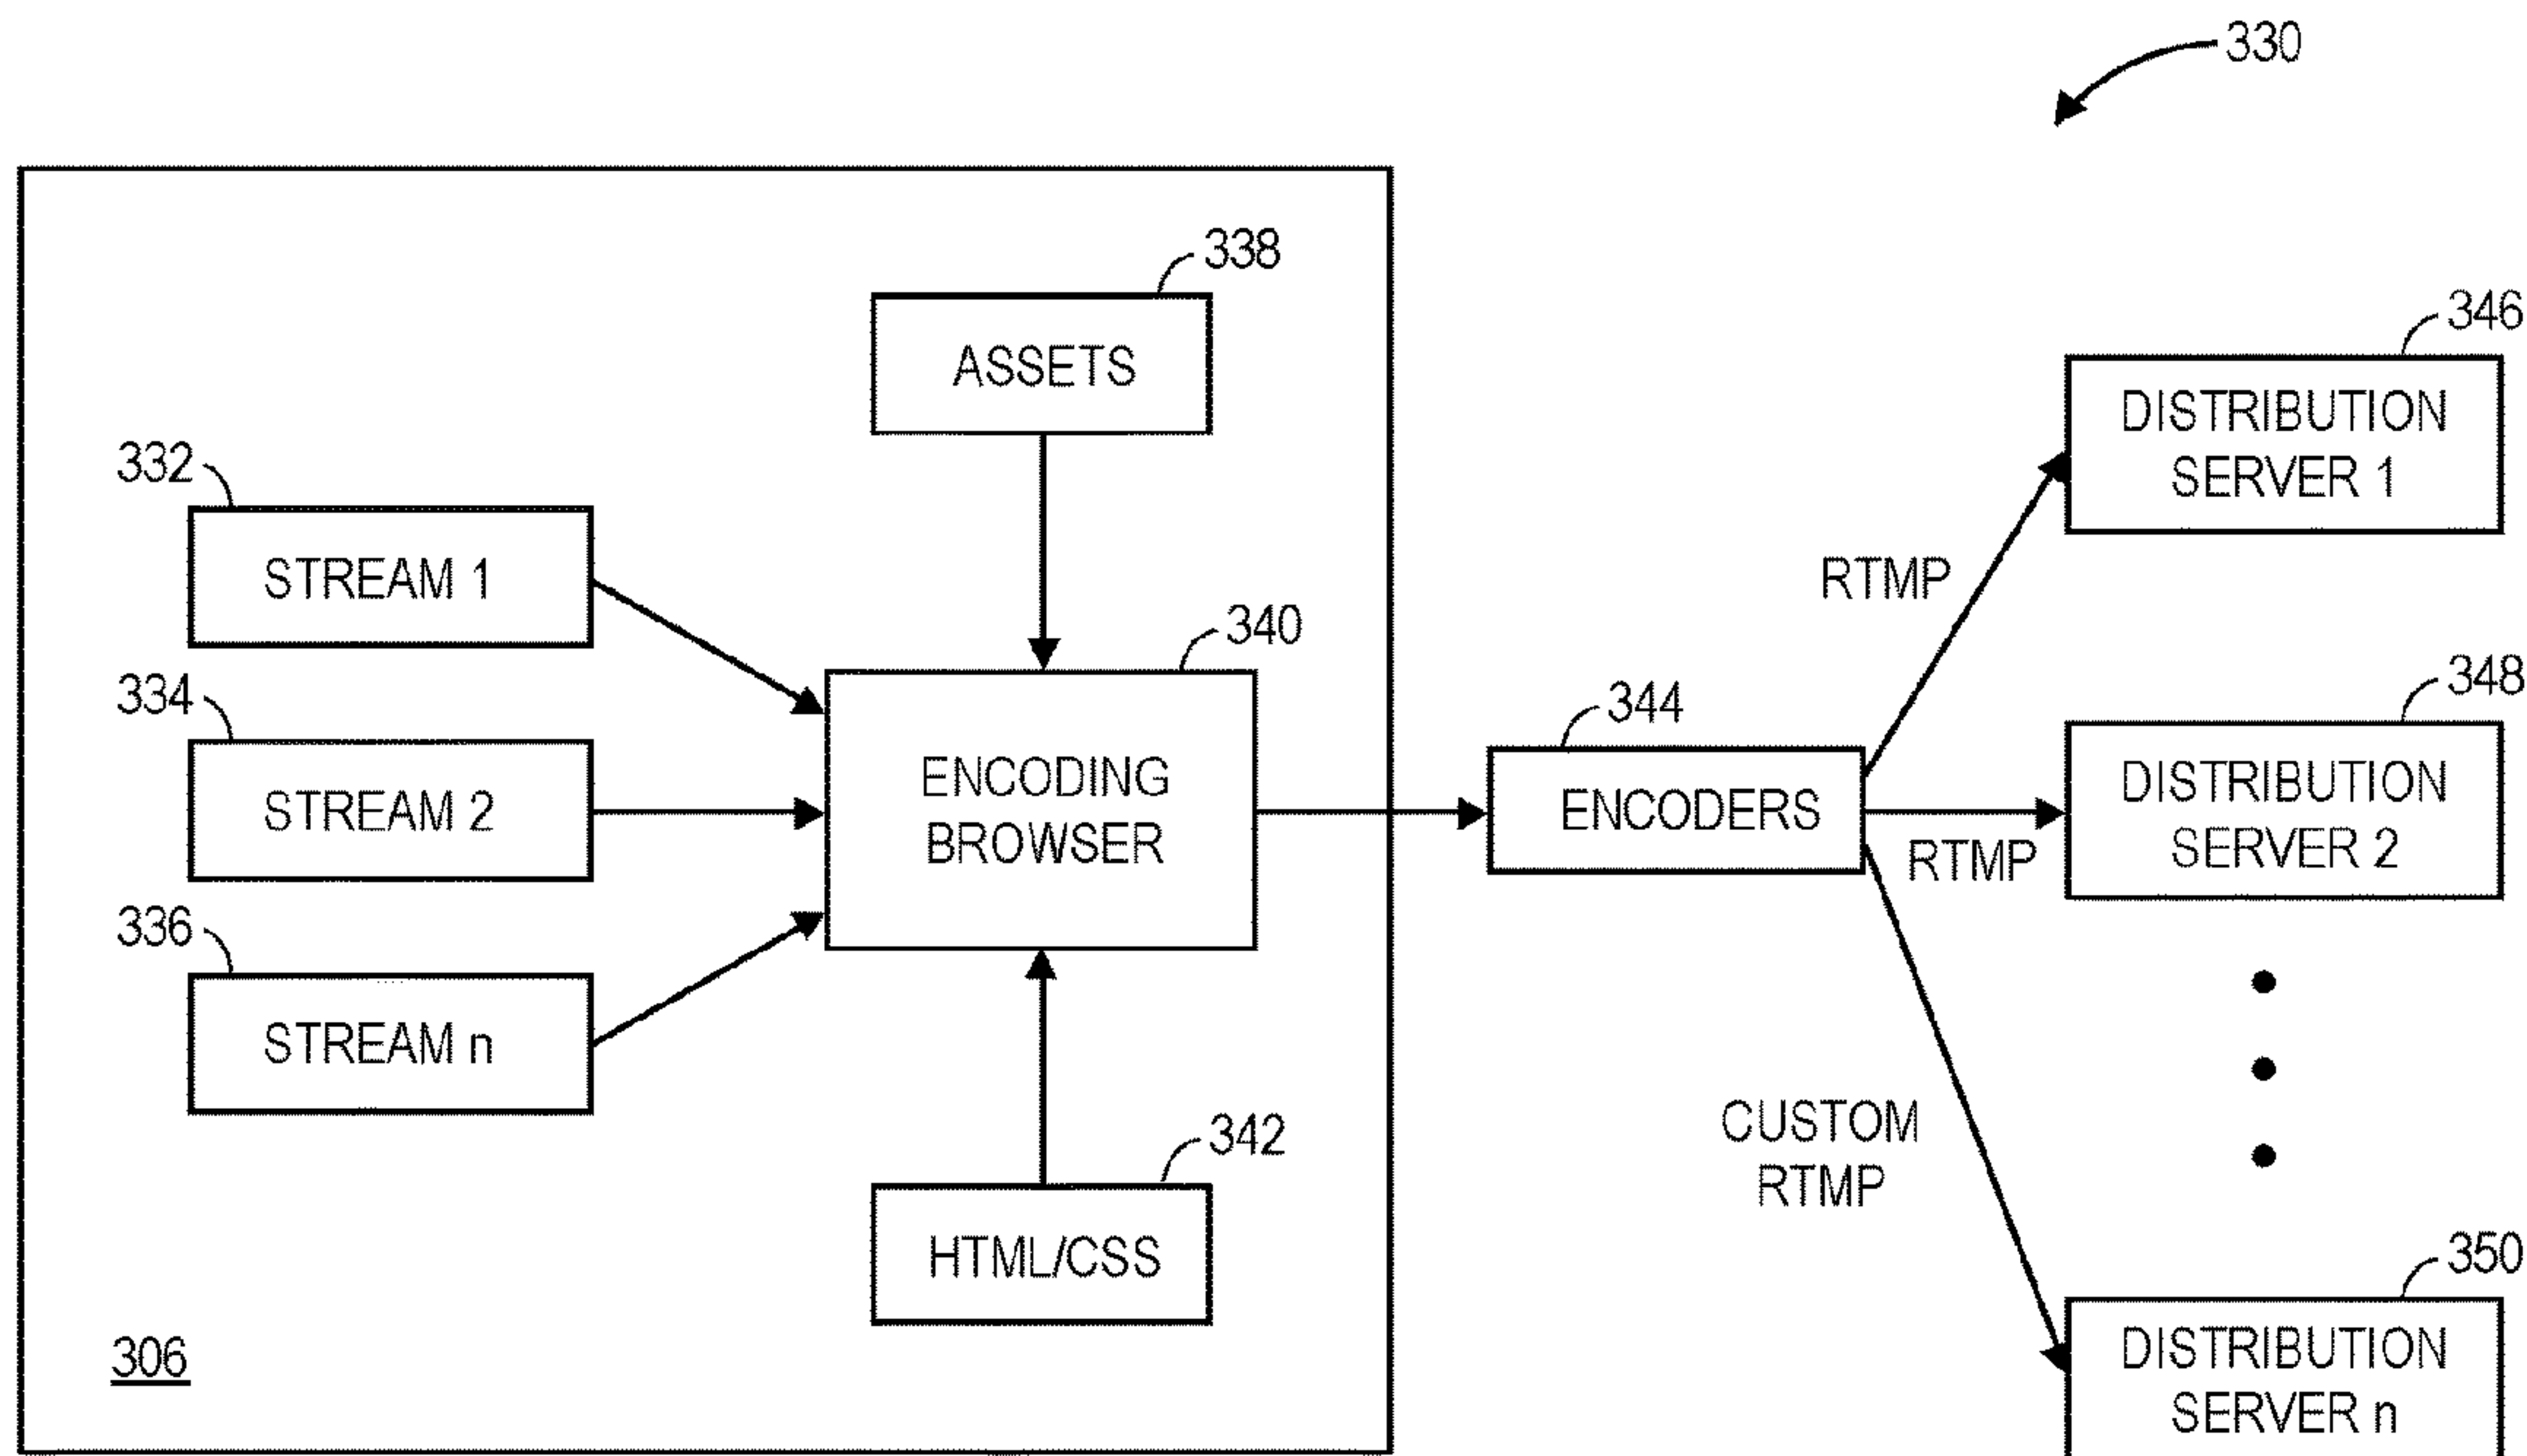 330
338
ASSETS
346
DISTRIBUTION
SERVER 1
332
STREAM 1
RTMP
340
334
STREAM 2
ENCODING
BROWSER
344
ENCODERS
348
DISTRIBUTION
SERVER 2
RTMP
336
STREAM n
342
HTML/CSS
CUSTOM
RTMP
350
DISTRIBUTION
SERVER n
306